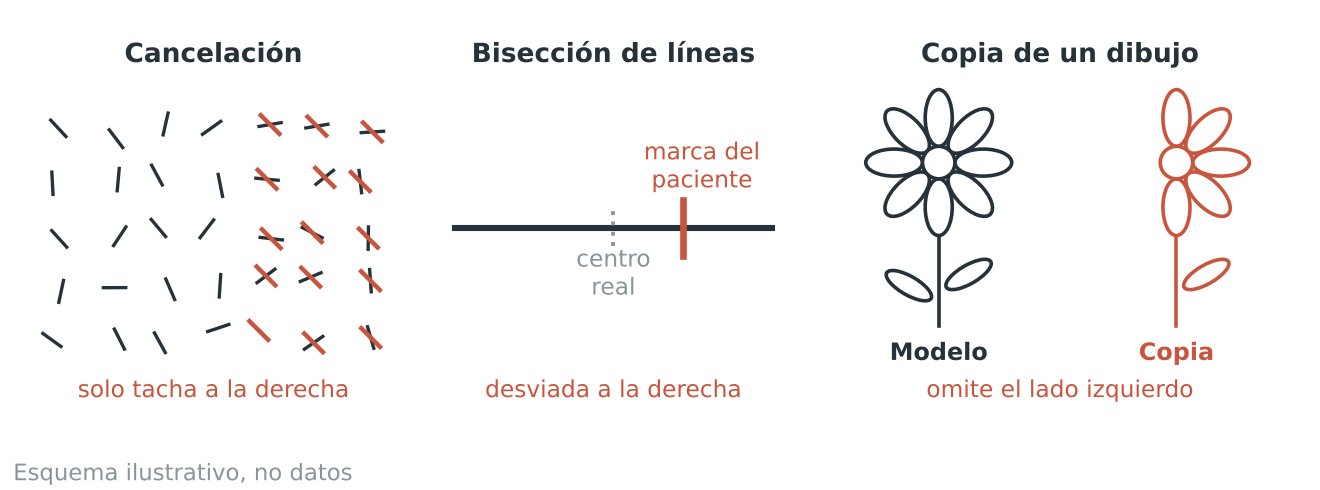 Cancelación
solo tacha a la derecha
Bisección de líneas
marca del
paciente
centro
real
desviada a la derecha
Copia de un dibujo
Modelo
Copia
omite el lado izquierdo
Esquema ilustrativo, no datos